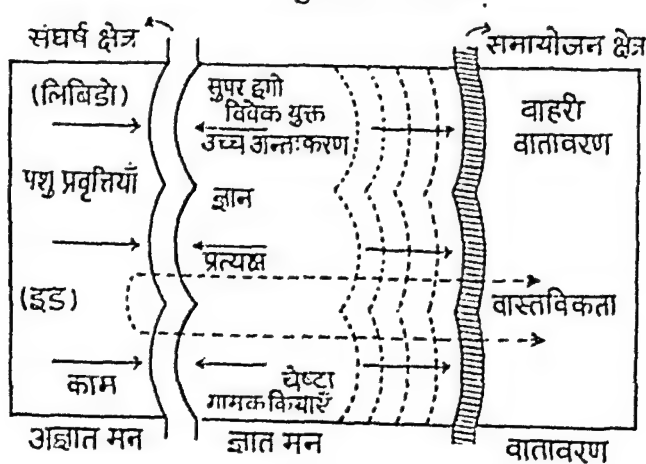 संघर्ष क्षेत्र
समायोजन क्षेत्र
(लिबिडो)
सुपर इगो
विवेक युक्त
उच्च अन्तःकरण
वाहरी
वातावरण
पशु प्रवृत्तियाँ
ज्ञान
प्रत्यक्ष
(इड)
वास्तविकता
काम
चेष्टा
गामक कियाएँ
अज्ञात मन
ज्ञात मन
वातावरण